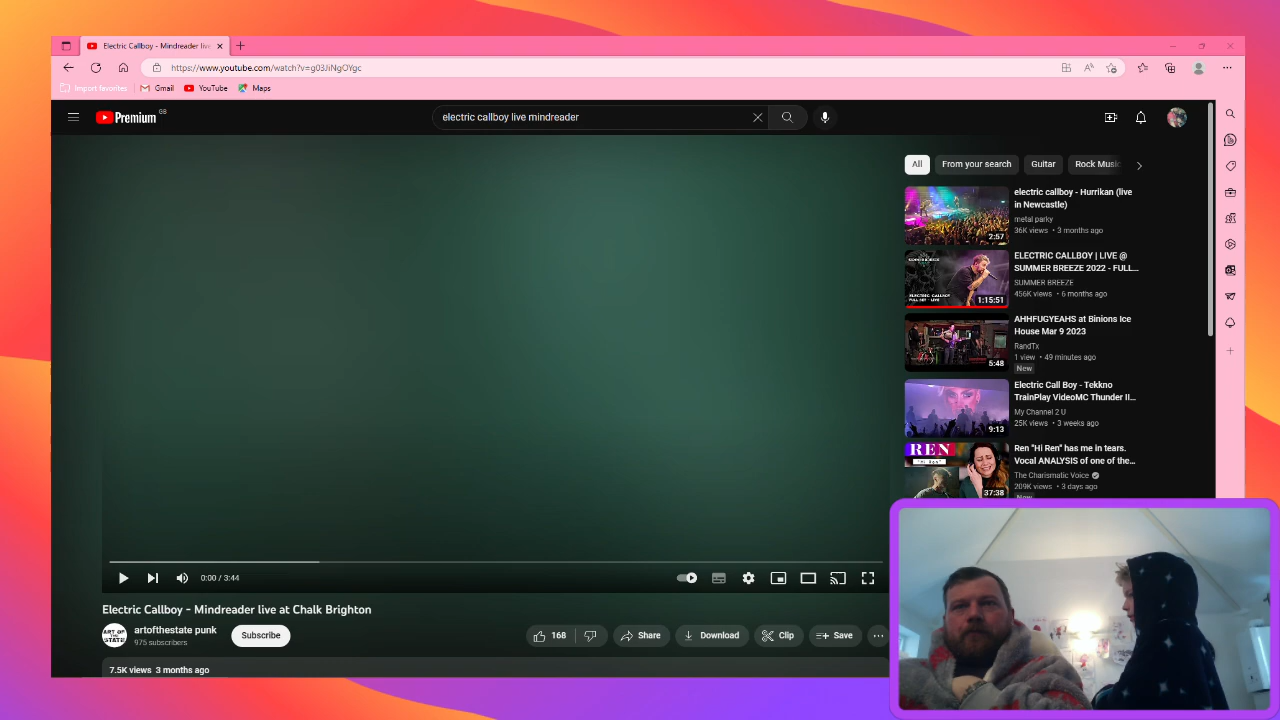 Electric Callboy - Mindreader live
https://www.youtube.com/watch?v=g03JiNgOYgc
Import favorites
Gmail
YouTube
Maps
Premium GB
electric callboy live mindreader
All
From your search
Guitar
Rock Music
electric callboy - Hurrikan (live
in Newcastle)
metal parky
36K views • 3 months ago
2:57
ELECTRIC CALLBOY | LIVE @
SUMMER BREEZE 2022 - FULL...
SUMMER BREEZE
456K views • 6 months ago
1:15:51
AHHFUGYEAHS at Binions Ice
House Mar 9 2023
RandTx
1 view • 49 minutes ago
New
5:48
Electric Call Boy - Tekkno
TrainPlay VideoMC Thunder II...
My Channel 2 U
25K views • 3 weeks ago
9:13
REN
Ren "Hi Ren" has me in tears.
Vocal ANALYSIS of one of the...
The Charismatic Voice
209K views • 3 days ago
37:38
0:00 / 3:44
Electric Callboy - Mindreader live at Chalk Brighton
ART OF THE STATE
artofthestate punk
975 subscribers
Subscribe
168
Share
Download
Clip
Save
7.5K views 3 months ago